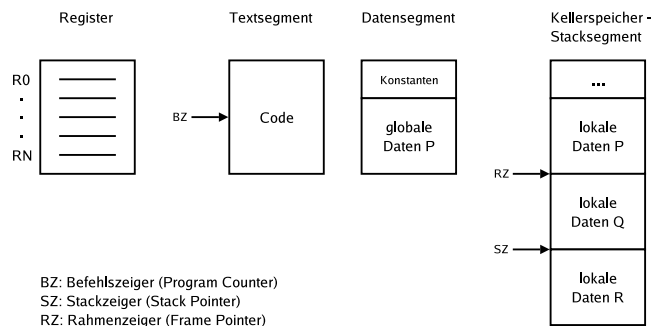 Register
Textsegment
Datensegment
Kellerspeicher -
Stacksegment
R0
.
.
.
RN
BZ
Code
Konstanten
globale
Daten P
...
lokale
Daten P
RZ
lokale
Daten Q
SZ
lokale
Daten R
BZ: Befehlszeiger (Program Counter)
SZ: Stackzeiger (Stack Pointer)
RZ: Rahmenzeiger (Frame Pointer)